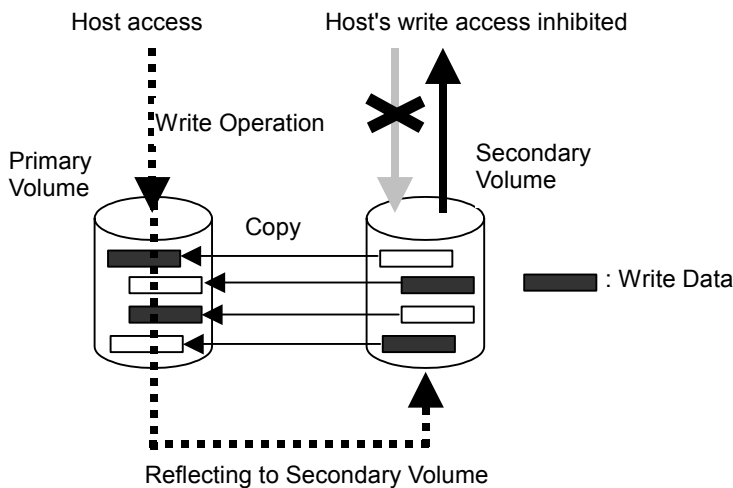 Host access
Host's write access inhibited
Write Operation
Primary
Volume
Secondary
Volume
Copy
: Write Data
Reflecting to Secondary Volume